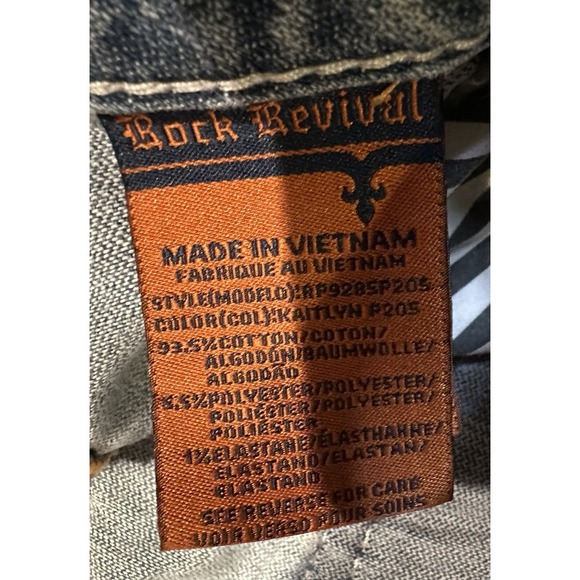 Rock Revival
MADE IN VIETNAM
FABRIQUE AU VIETNAM
STYLE(MODELO):RP9285P205
COLOR(COL):KAITLYN P205
93.5%COTTON/COTON/
ALGODÓN/BAUMWOLLE/
ALGODÃO
5.5%POLYESTER/POLYESTER/
POLIÉSTER/POLYESTER/
POLIÉSTER
1%ELASTANE/ÉLASTHANNE/
ELASTANO/ELASTAN/
ELASTANO
SEE REVERSE FOR CARE
VOIR VERSO POUR SOINS